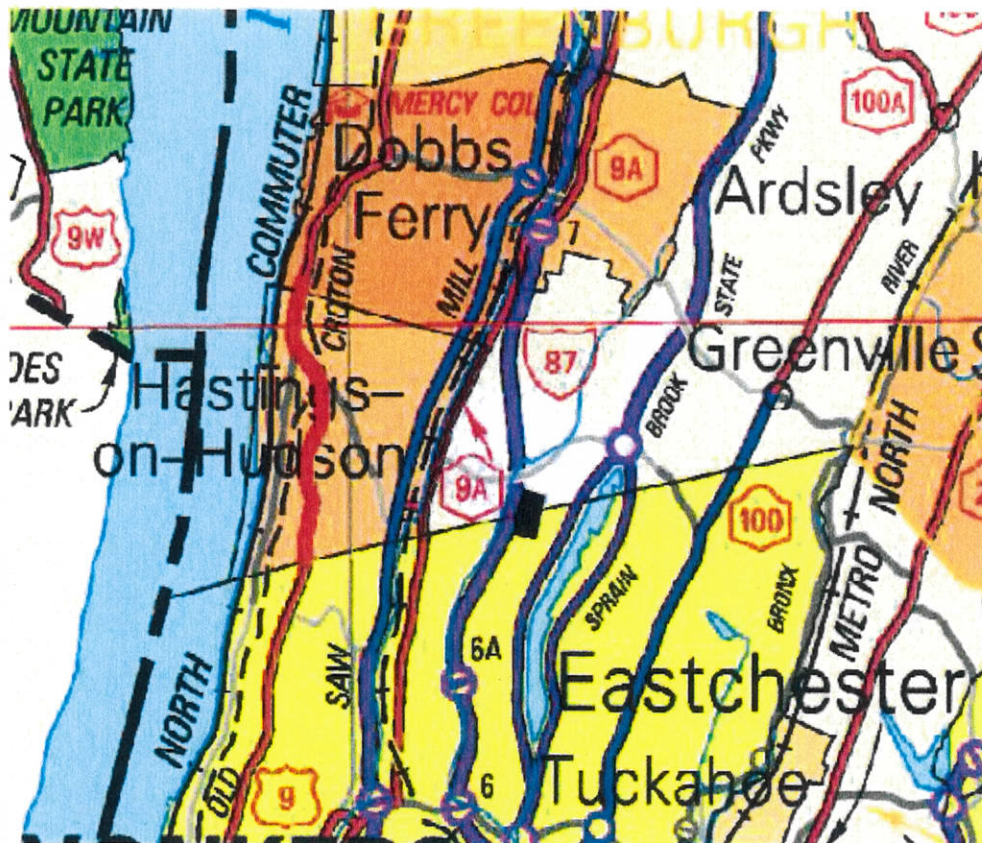 MOUNTAIN
STATE
PARK
GREENBURGH
100A
MERCY COL
COMMUTER
Dobbs
Ferry
9A
7
PKWY
Ardsley
9W
CROTON
MILL
STATE
RIVER
87
Greenville
PARK
Hastings–
on–Hudson
BROOK
9A
NORTH
100
SPRAIN
BRONX
METRO
6A
SAW
Eastchester
NORTH
OLD
9
6
Tuckahoe